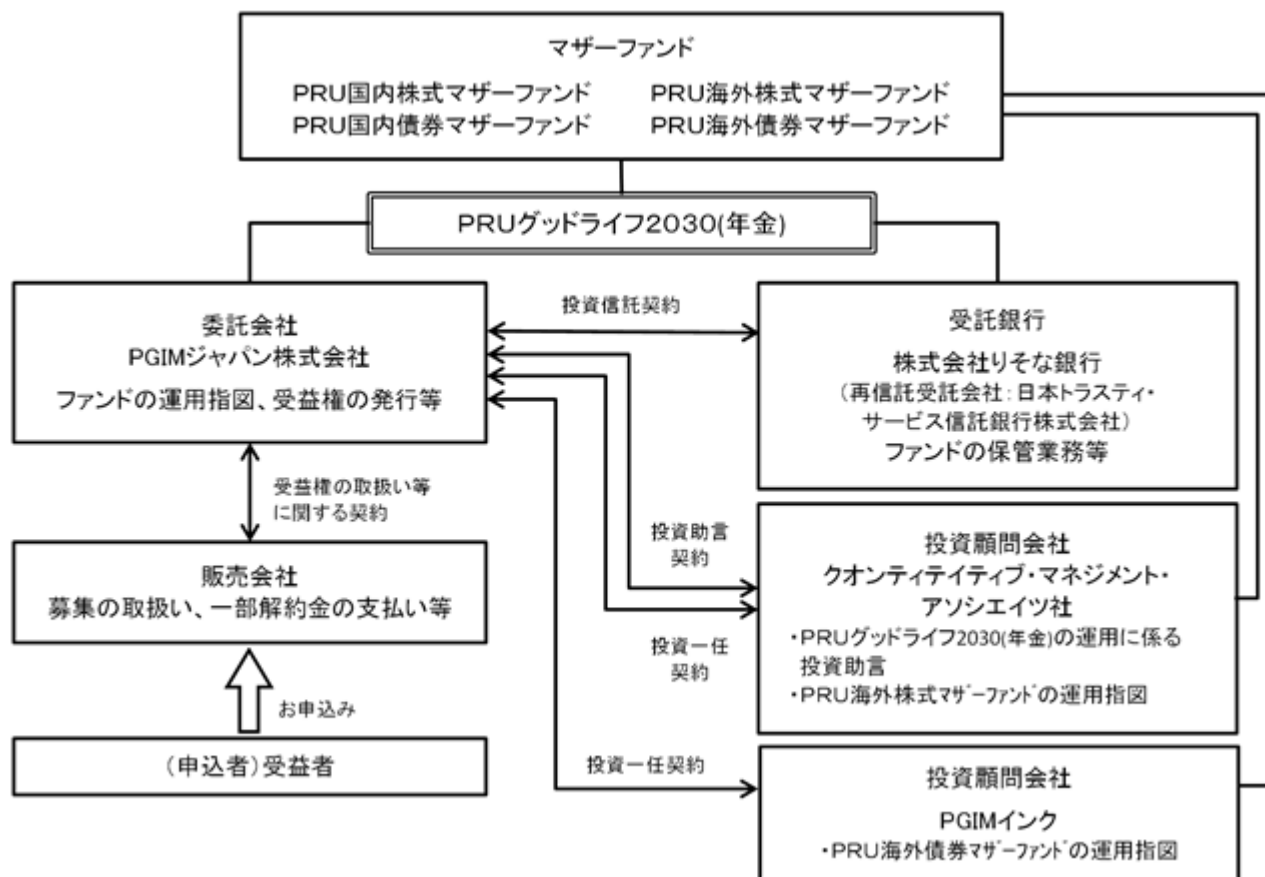 マザーファンド
PRU国内株式マザーファンド　PRU海外株式マザーファンド
PRU国内債券マザーファンド　PRU海外債券マザーファンド
PRUグッドライフ2030(年金)
委託会社
PGIMジャパン株式会社
ファンドの運用指図、受益権の発行等
投資信託契約
受託銀行
株式会社りそな銀行
(再信託受託会社:日本トラスティ・
サービス信託銀行株式会社)
ファンドの保管業務等
受益権の取扱い等
に関する契約
販売会社
募集の取扱い、一部解約金の支払い等
お申込み
(申込者)受益者
投資助言
契約
投資一任
契約
投資顧問会社
クオンティテイティブ・マネジメント・
アソシエイツ社
・PRUグッドライフ2030(年金)の運用に係る
投資助言
・PRU海外株式ﾏｻﾞｰﾌｧﾝﾄﾞの運用指図
投資一任契約
投資顧問会社
PGIMインク
・PRU海外債券ﾏｻﾞｰﾌｧﾝﾄﾞの運用指図